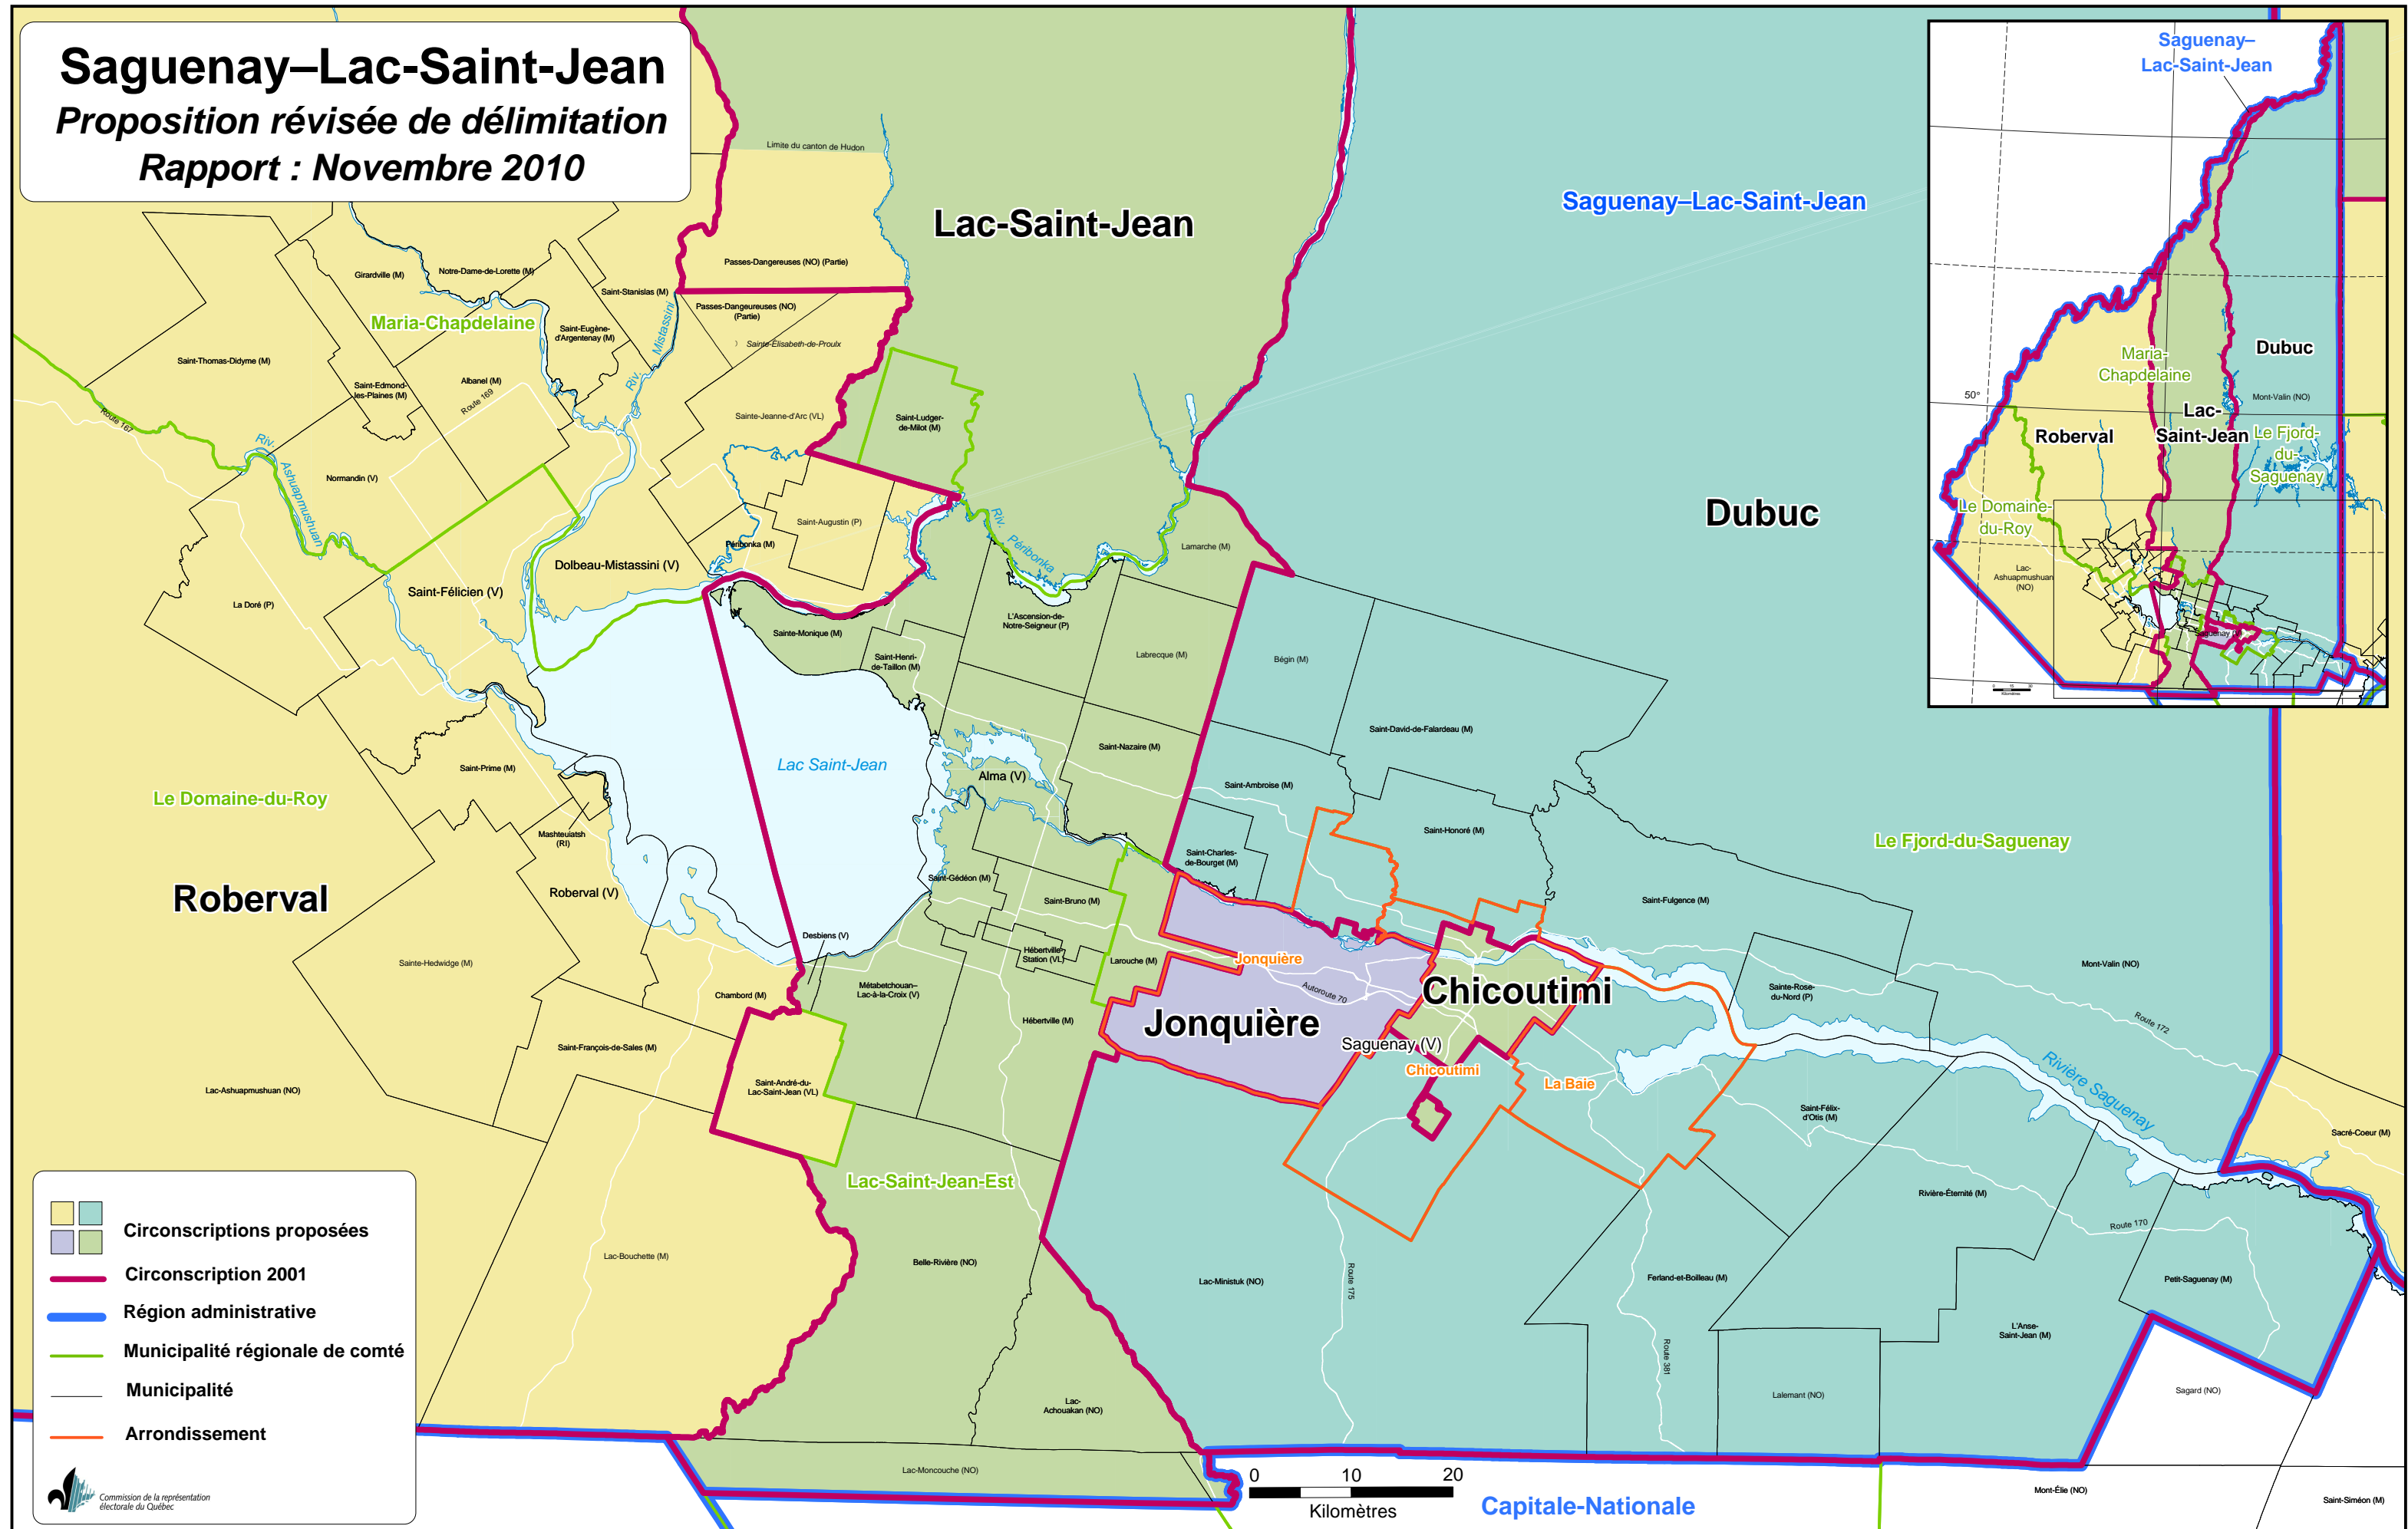 Saguenay–Lac-Saint-Jean
Proposition révisée de délimitation
Rapport : Novembre 2010
Limite du canton de Hudon
Lac-Saint-Jean
Saguenay–Lac-Saint-Jean
Passes-Dangereuses (NO) (Partie)
Girardville (M)
Notre-Dame-de-Lorette (M)
Saint-Stanislas (M)
Passes-Dangeureuses (NO)
(Partie)
Maria-Chapdelaine
Saint-Eugène-
d'Argentenay (M)
Riv. Mistassini
Sainte-Élisabeth-de-Proulx
Saint-Thomas-Didyme (M)
Saint-Edmond-
les-Plaines (M)
Albanel (M)
Route 169
Route 167
Sainte-Jeanne-d'Arc (VL)
Saint-Ludger-
de-Milot (M)
Riv. Ashuapmushuan
Normandin (V)
Saint-Augustin (P)
Péribonka (M)
Riv. Péribonka
Lamarche (M)
Dubuc
Dolbeau-Mistassini (V)
Saint-Félicien (V)
La Doré (P)
Sainte-Monique (M)
L'Ascension-de-
Notre-Seigneur (P)
Saint-Henri-
de-Taillon (M)
Labrecque (M)
Bégin (M)
Saint-David-de-Falardeau (M)
Saint-Nazaire (M)
Lac Saint-Jean
Alma (V)
Saint-Prime (M)
Saint-Ambroise (M)
Le Domaine-du-Roy
Mashteuiatsh
(RI)
Saint-Honoré (M)
Le Fjord-du-Saguenay
Saint-Charles-
de-Bourget (M)
Roberval
Roberval (V)
Saint-Gédéon (M)
Saint-Bruno (M)
Saint-Fulgence (M)
Desbiens (V)
Hébertville-
Station (VL)
Larouche (M)
Jonquière
Sainte-Hedwidge (M)
Mont-Valin (NO)
Chambord (M)
Métabetchouan–
Lac-à-la-Croix (V)
Autoroute 70
Chicoutimi
Sainte-Rose-
du-Nord (P)
Hébertville (M)
Jonquière
Route 172
Saguenay (V)
Saint-François-de-Sales (M)
Chicoutimi
La Baie
Rivière Saguenay
Lac-Ashuapmushuan (NO)
Saint-André-du-
Lac-Saint-Jean (VL)
Saint-Félix-
d'Otis (M)
Sacré-Coeur (M)
Lac-Saint-Jean-Est
Rivière-Éternité (M)
Route 170
Lac-Bouchette (M)
Belle-Rivière (NO)
Lac-Ministuk (NO)
Route 175
Ferland-et-Boilleau (M)
Petit-Saguenay (M)
L'Anse-
Saint-Jean (M)
Route 381
Lalemant (NO)
Sagard (NO)
Lac-
Achouakan (NO)
Lac-Moncouche (NO)
Mont-Élie (NO)
Saint-Siméon (M)
0 10 20
Kilomètres
Capitale-Nationale
Circonscriptions proposées
Circonscription 2001
Région administrative
Municipalité régionale de comté
Municipalité
Arrondissement
Commission de la représentation
électorale du Québec
Saguenay–
Lac-Saint-Jean
Dubuc
Maria-
Chapdelaine
50°
Mont-Valin (NO)
Lac-
Saint-Jean
Roberval
Le Fjord-
du-
Saguenay
Le Domaine-
du-Roy
Lac-
Ashuapmushuan
(NO)